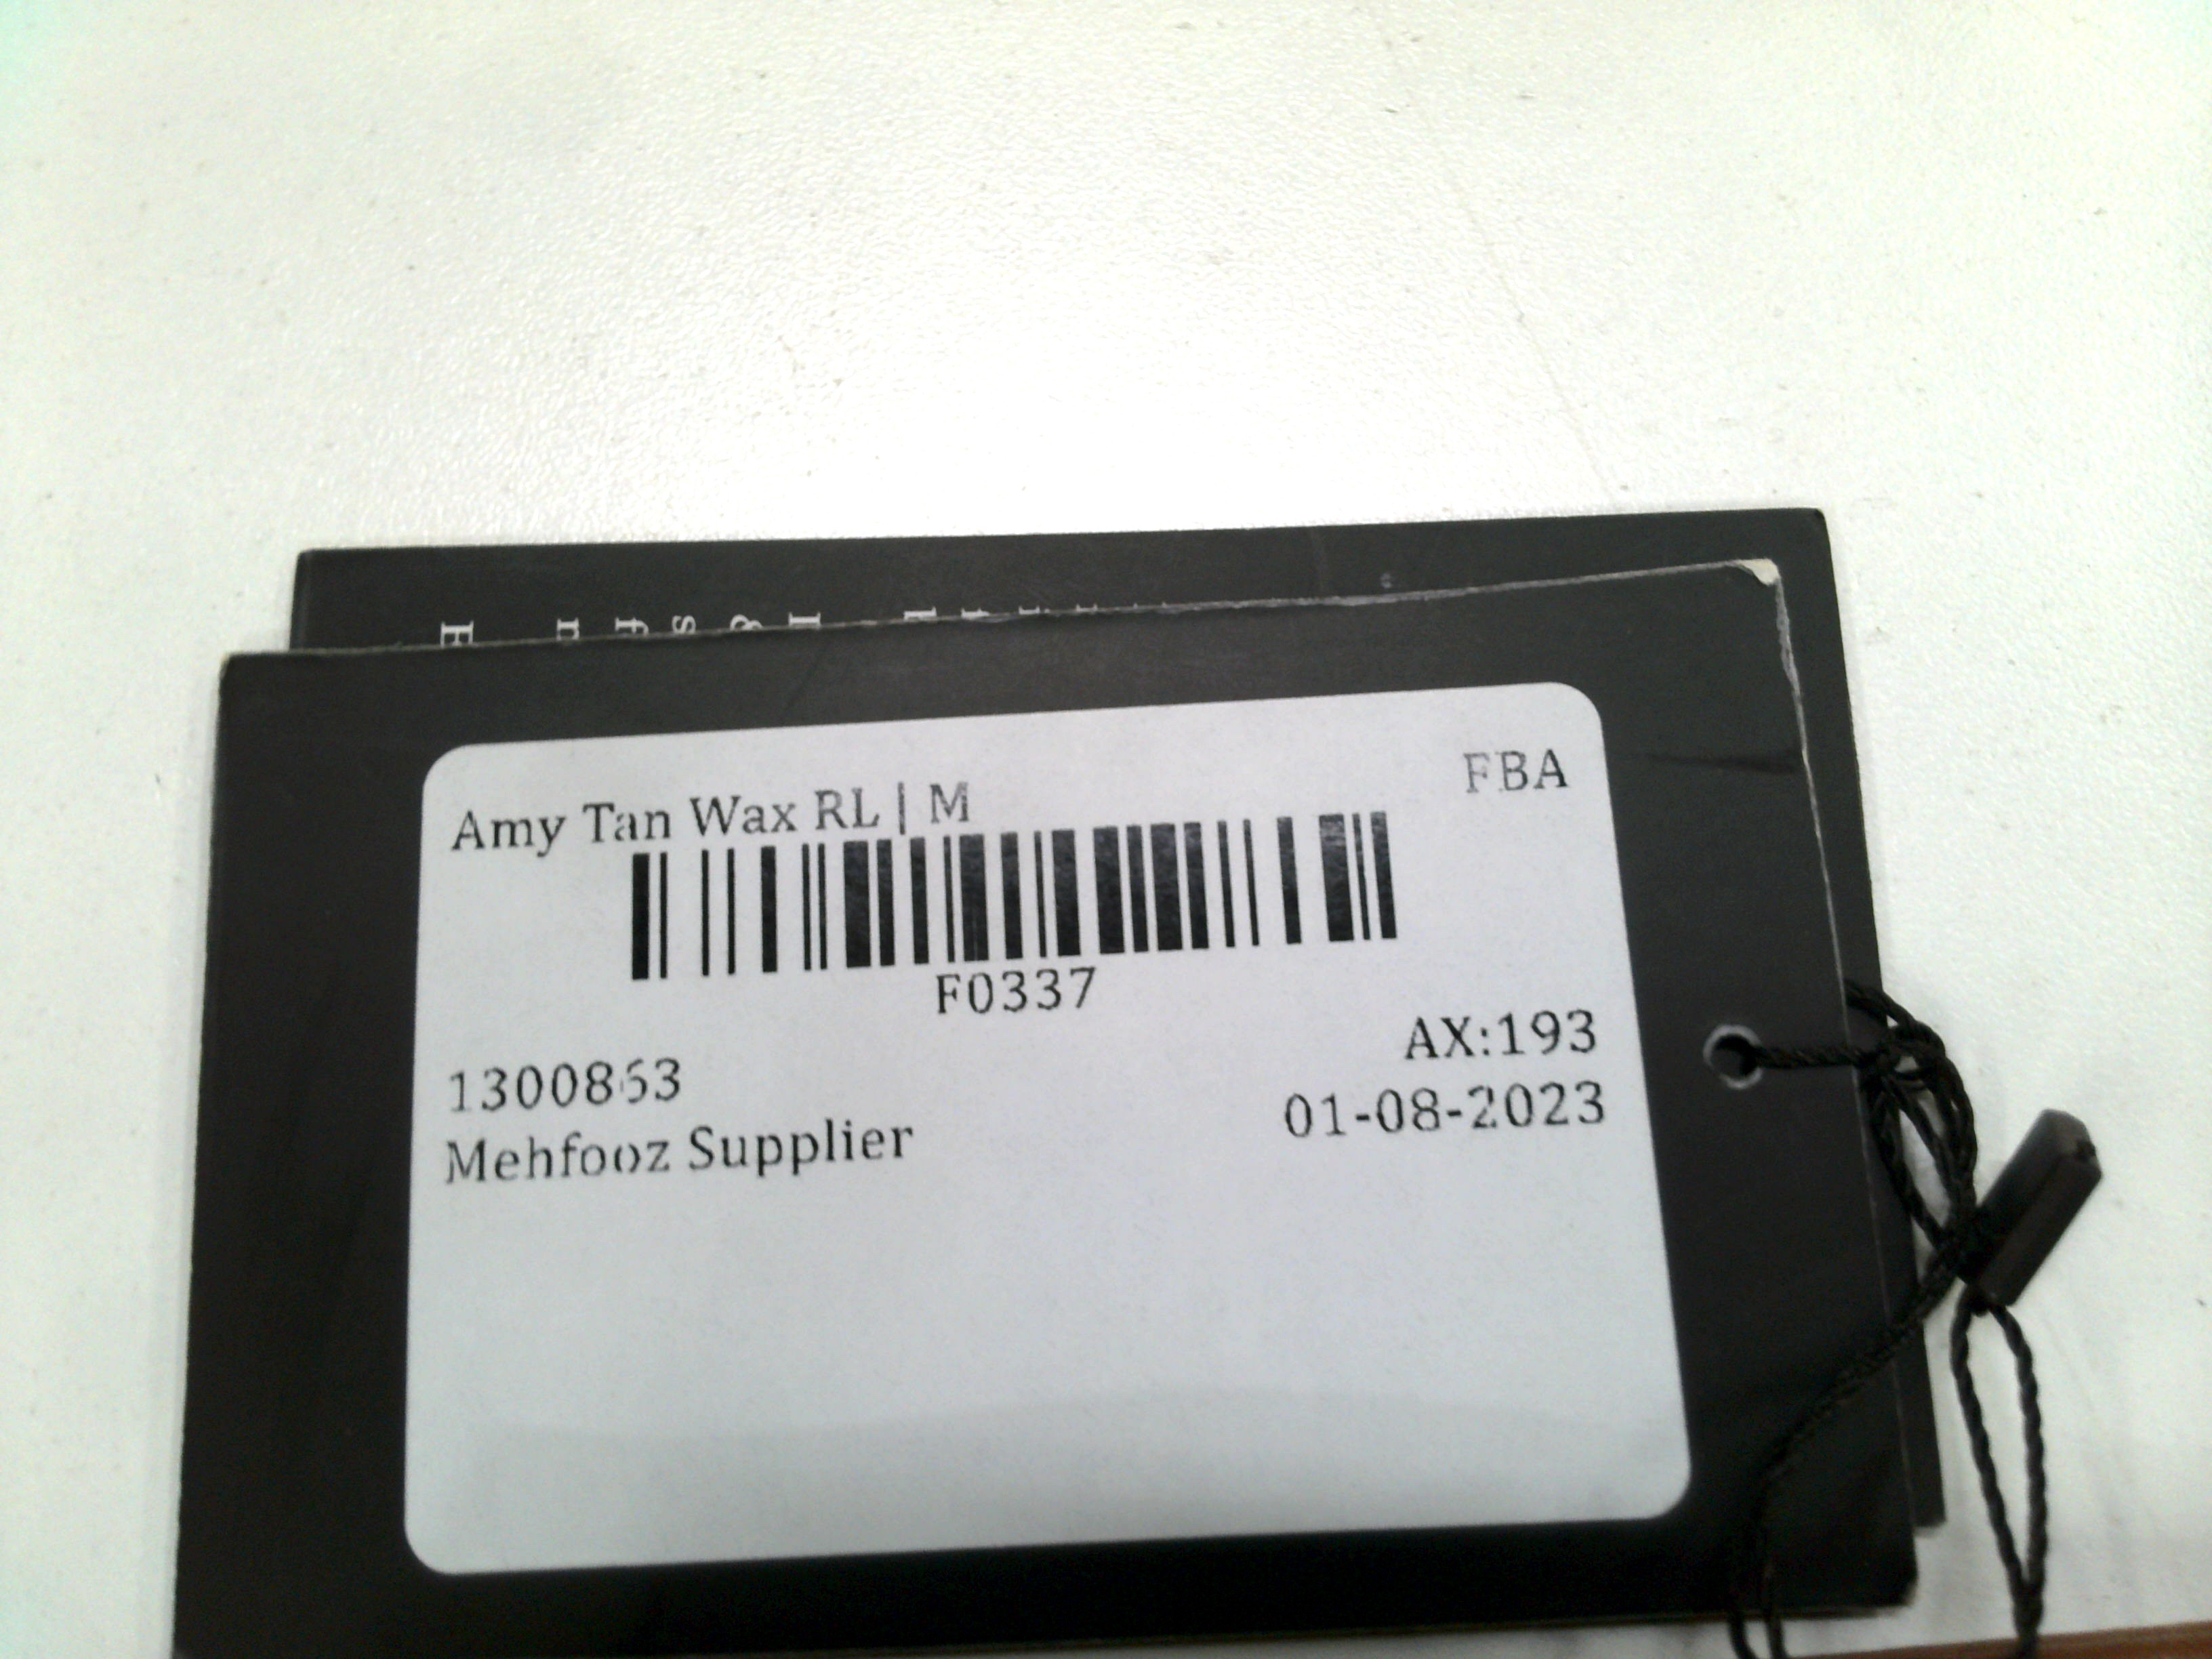 Amy Tan Wax RL | M
FBA
F0337
1300863
AX:193
Mehfooz Supplier
01-08-2023